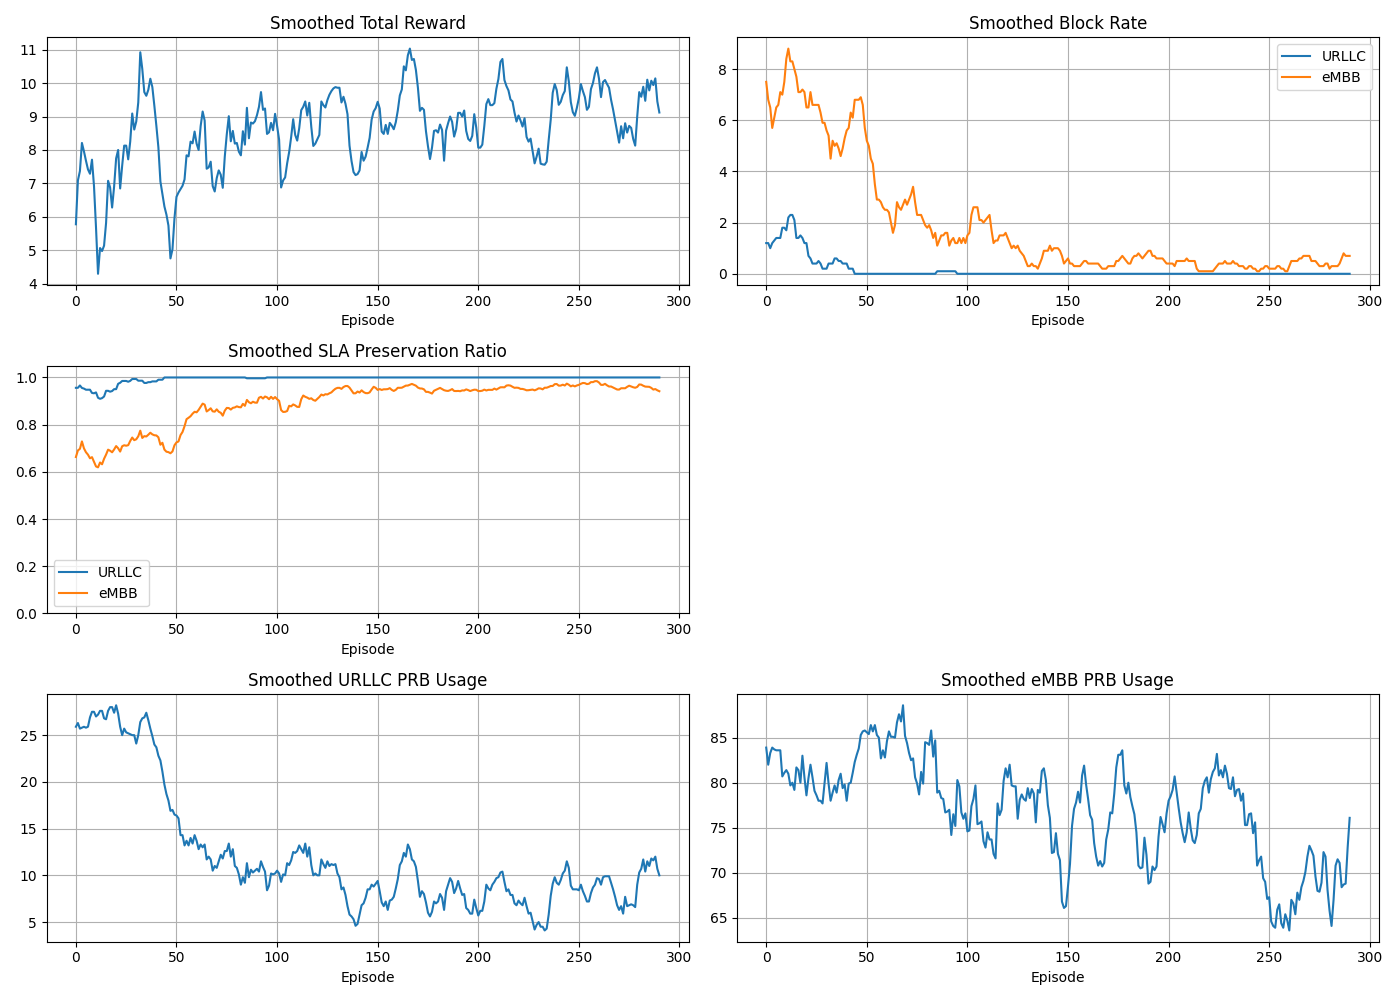 Smoothed Total Reward
11
10
9
8
7
6
5
4
0 50 100 150 200 250 300
Episode
Smoothed Block Rate
8
6
4
2
0
URLLC
eMBB
0 50 100 150 200 250 300
Episode
Smoothed SLA Preservation Ratio
1.0
0.8
0.6
0.4
0.2
0.0
URLLC
eMBB
0 50 100 150 200 250 300
Episode
Smoothed URLLC PRB Usage
25
20
15
10
5
0 50 100 150 200 250 300
Episode
Smoothed eMBB PRB Usage
85
80
75
70
65
0 50 100 150 200 250 300
Episode